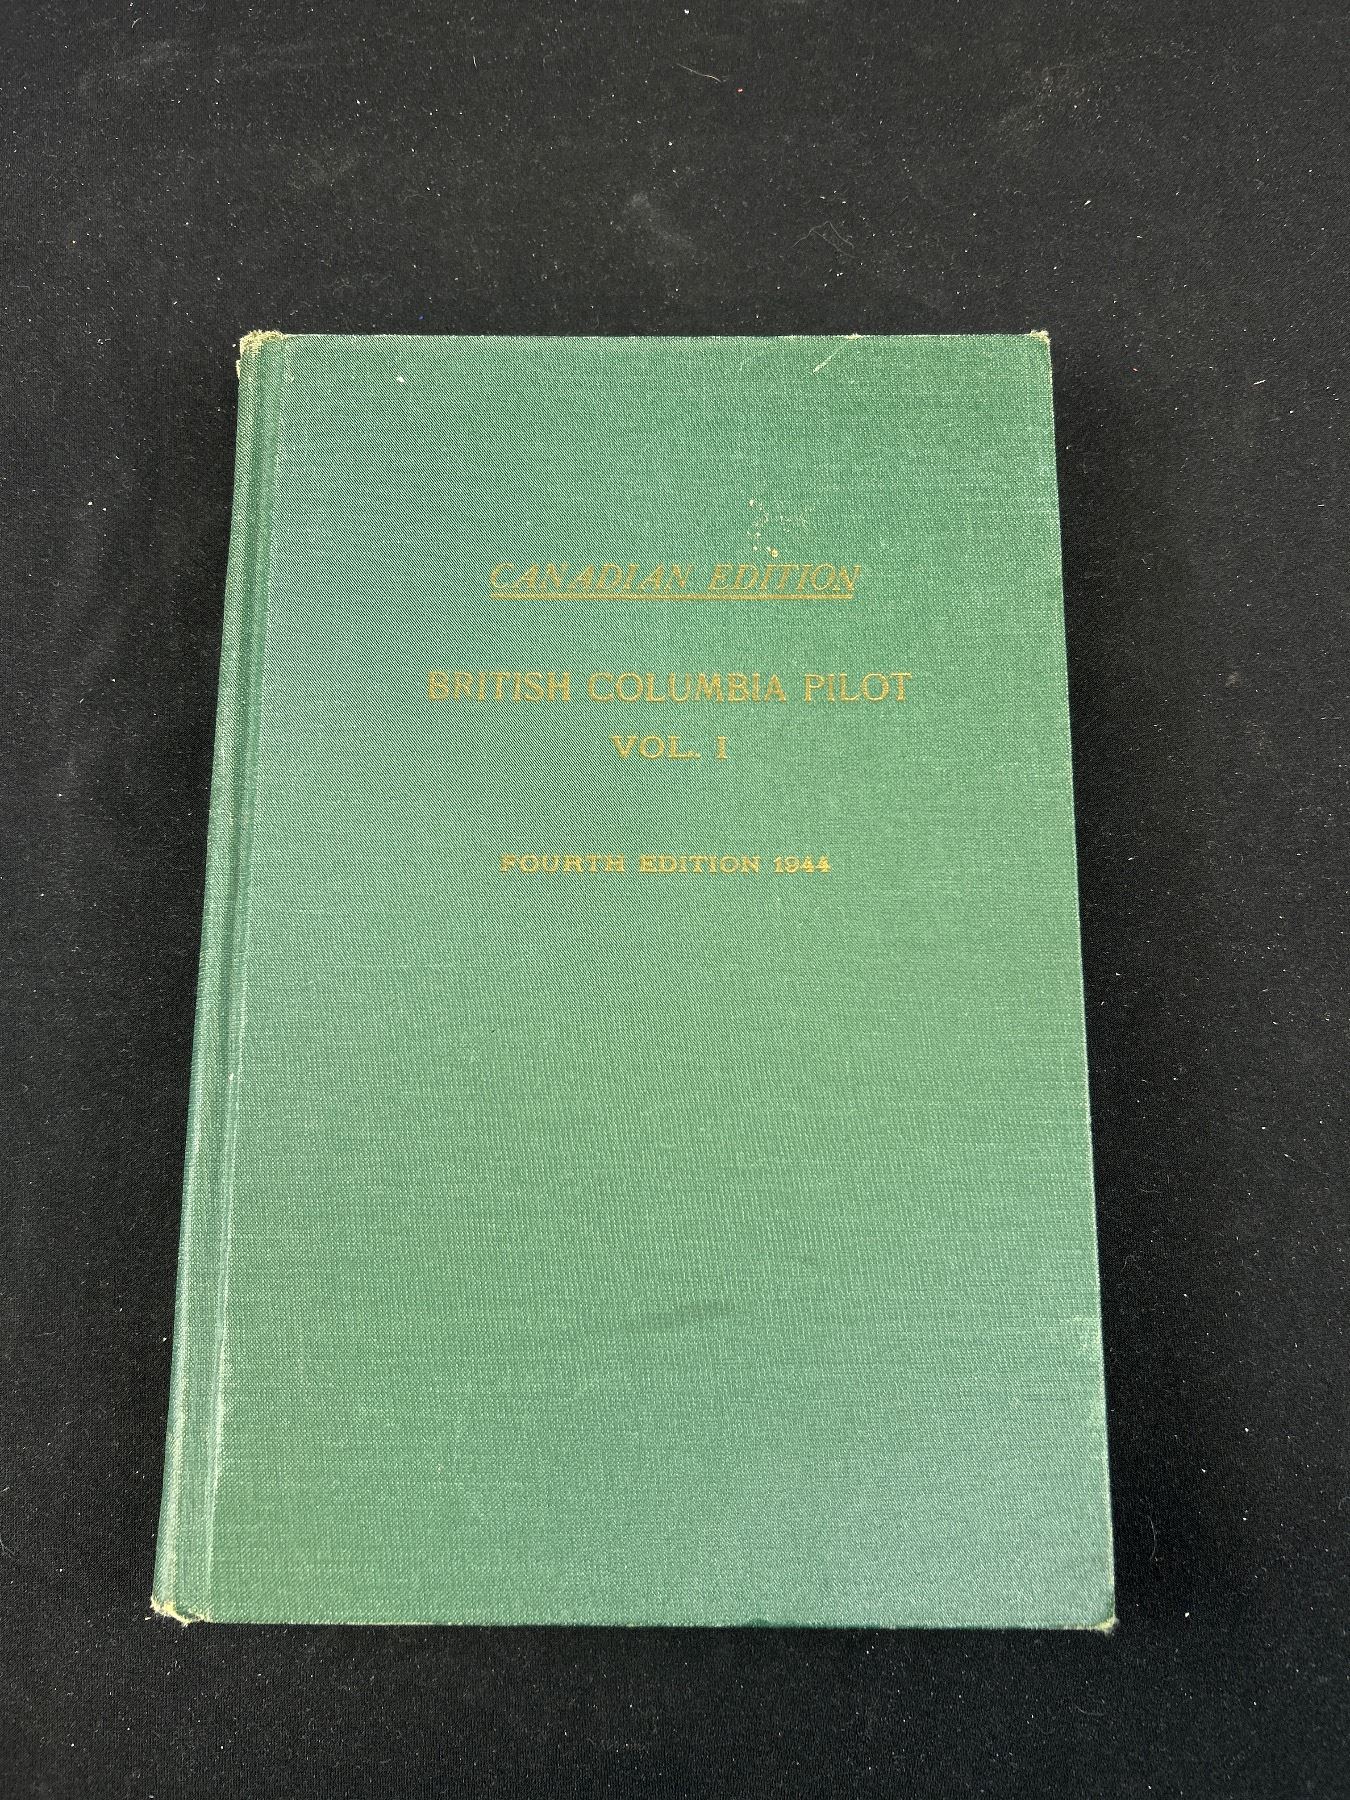 CANADIAN EDITION
BRITISH COLUMBIA PILOT
VOL. I
FOURTH EDITION 1944